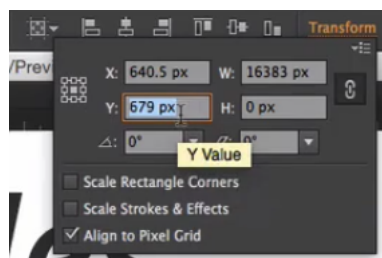 Transform
/Prev
X: 640.5 px W: 16383 px
Y: 679 px H: 0 px
0° 0°
Y Value
Scale Rectangle Corners
Scale Strokes & Effects
Align to Pixel Grid